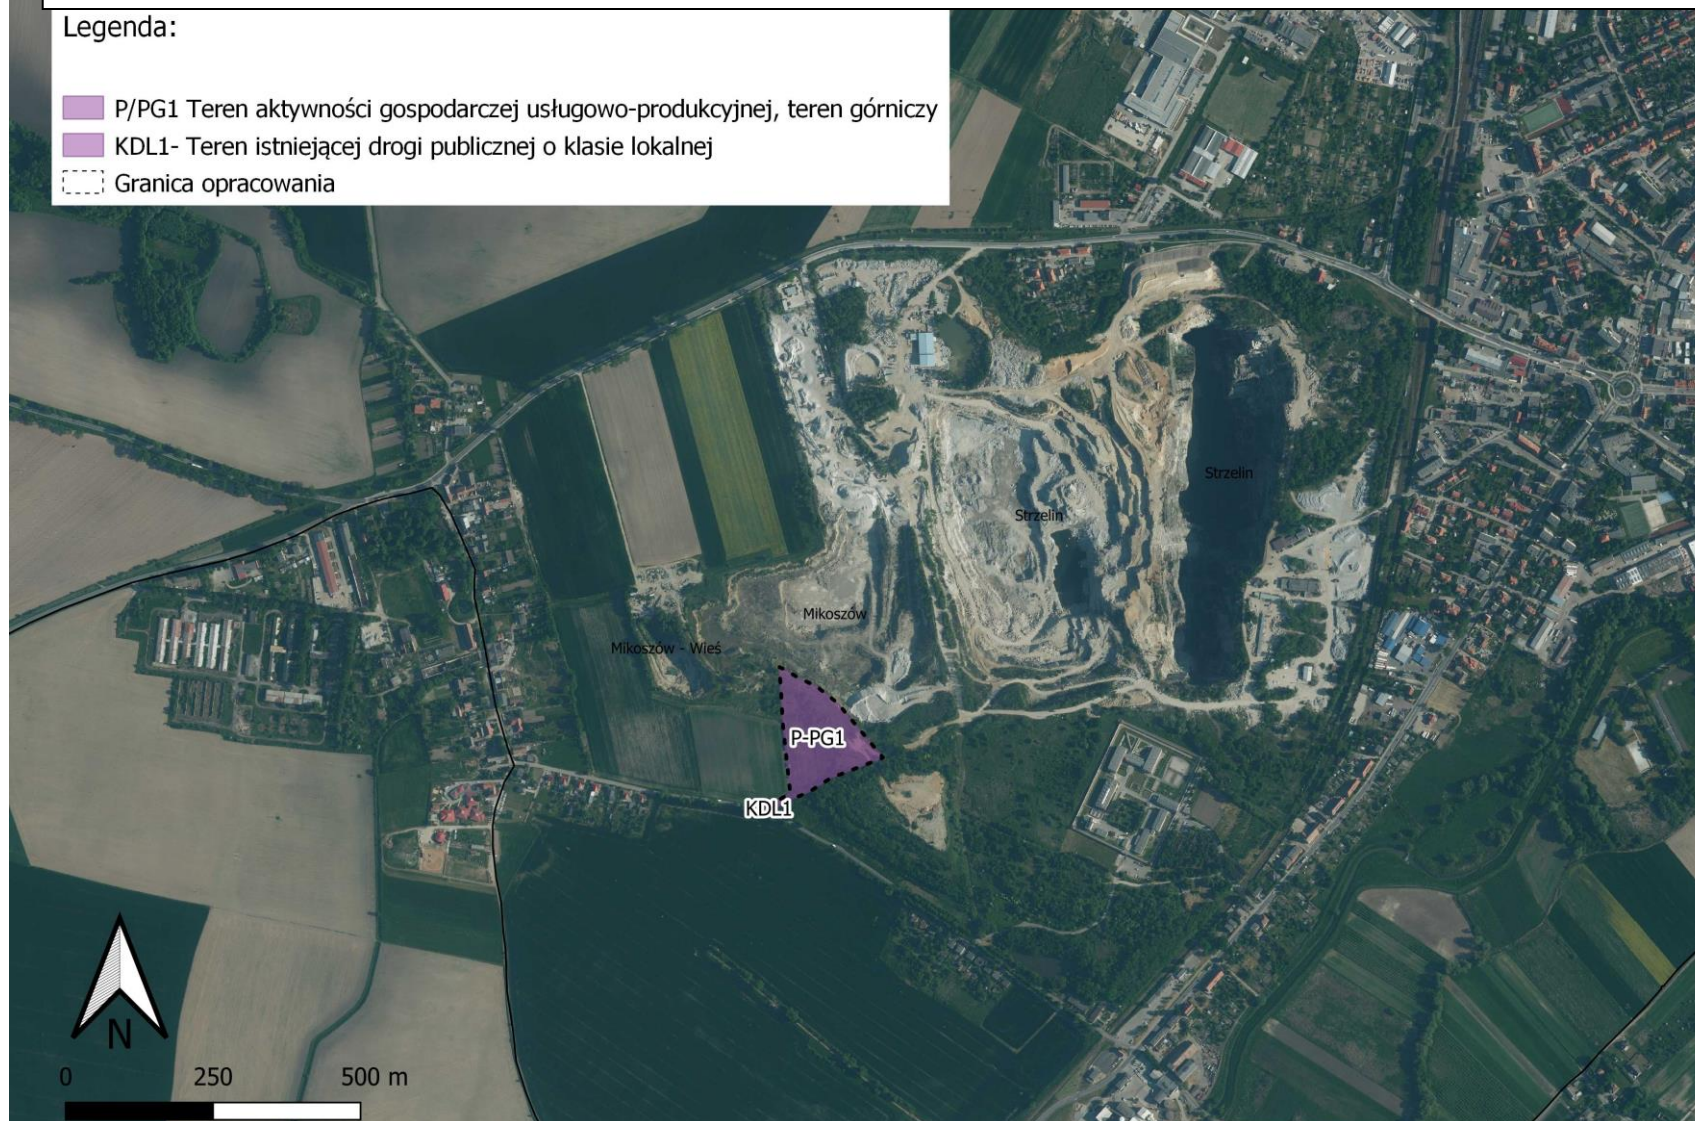 Legenda:
P/PG1 Teren aktywności gospodarczej usługowo-produkcyjnej, teren górniczy
KDL1- Teren istniejącej drogi publicznej o klasie lokalnej
Granica opracowania
Strzelin
Strzelin
Mikoszów
Mikoszów - Wieś
P-PG1
KDL1
N
0 250 500 m